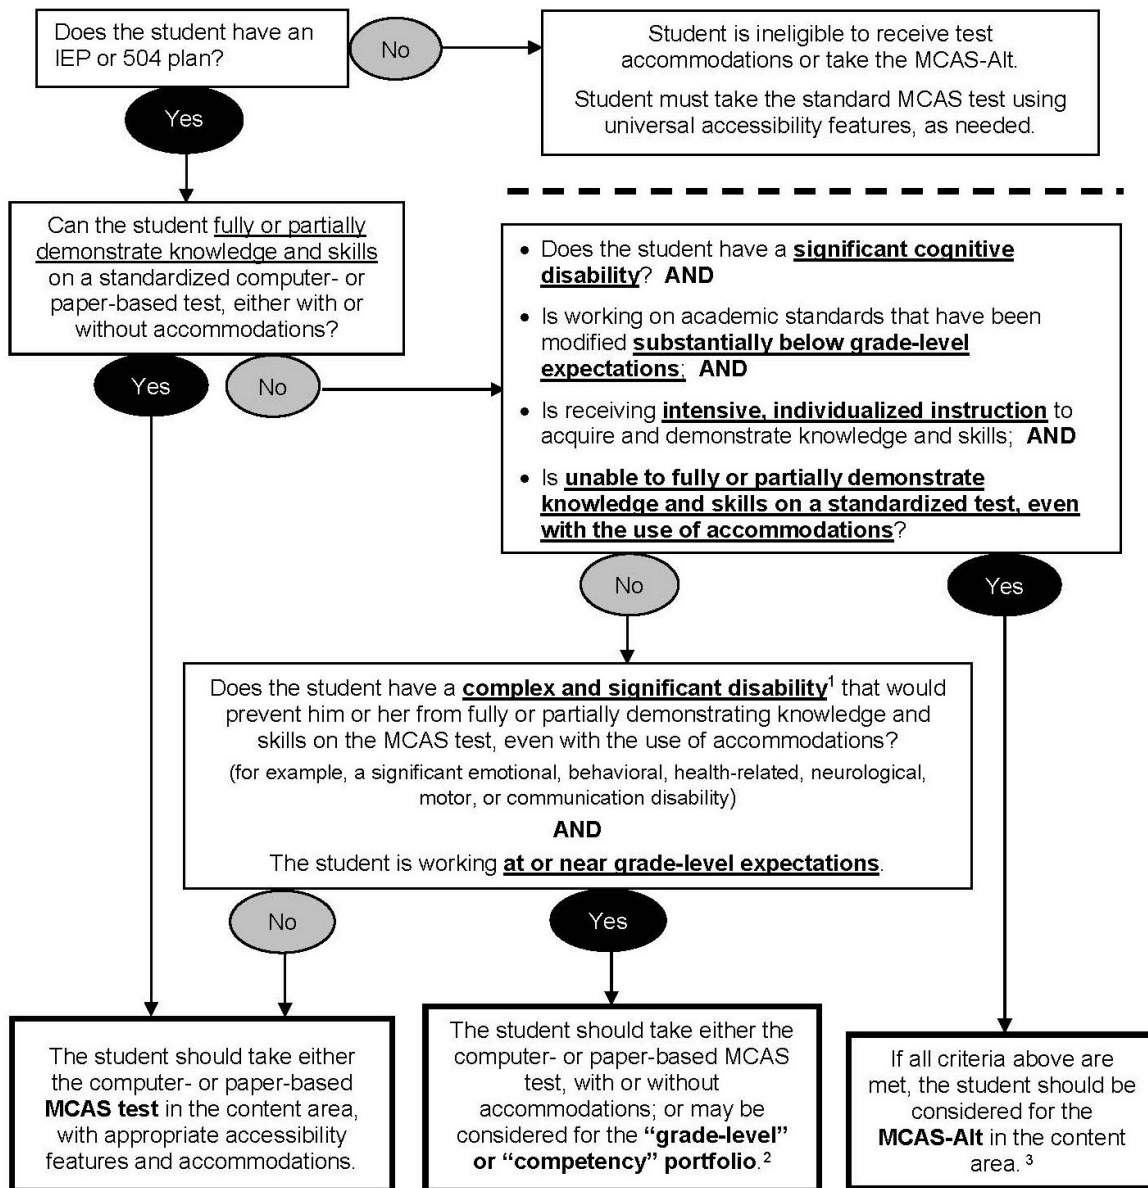 Does the student have an
IEP or 504 plan?
No
Student is ineligible to receive test
accommodations or take the MCAS-Alt.
Student must take the standard MCAS test using
universal accessibility features, as needed.
Yes
Can the student fully or partially
demonstrate knowledge and skills
on a standardized computer- or
paper-based test, either with or
without accommodations?
Yes
No
• Does the student have a significant cognitive
disability? AND
• Is working on academic standards that have been
modified substantially below grade-level
expectations; AND
• Is receiving intensive, individualized instruction to
acquire and demonstrate knowledge and skills; AND
• Is unable to fully or partially demonstrate
knowledge and skills on a standardized test, even
with the use of accommodations?
No
Yes
Does the student have a complex and significant disability¹ that would
prevent him or her from fully or partially demonstrating knowledge and
skills on the MCAS test, even with the use of accommodations?
(for example, a significant emotional, behavioral, health-related, neurological,
motor, or communication disability)
AND
The student is working at or near grade-level expectations.
No
Yes
The student should take either
the computer- or paper-based
MCAS test in the content area,
with appropriate accessibility
features and accommodations.
The student should take either the
computer- or paper-based MCAS
test, with or without
accommodations; or may be
considered for the “grade-level”
or “competency” portfolio.²
If all criteria above are
met, the student should be
considered for the
MCAS-Alt in the content
area. ³